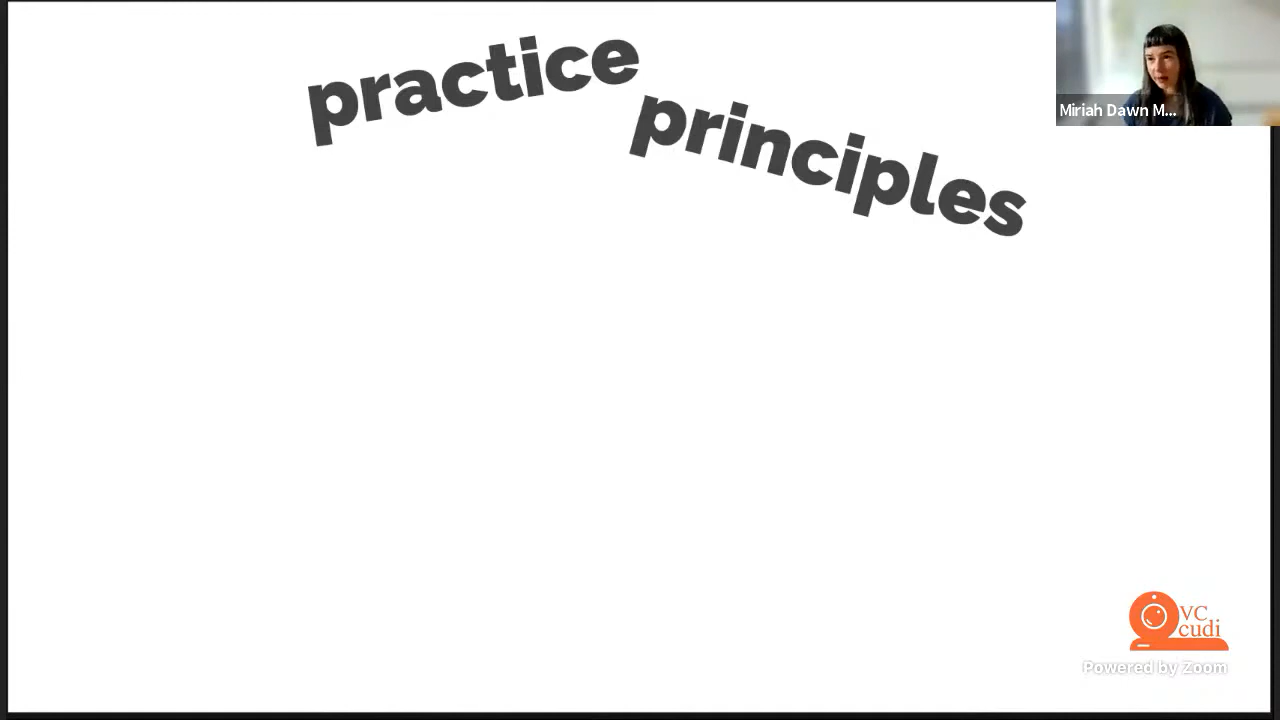 practice
principles
Miriah Dawn M...
VC
cudi
Powered by Zoom